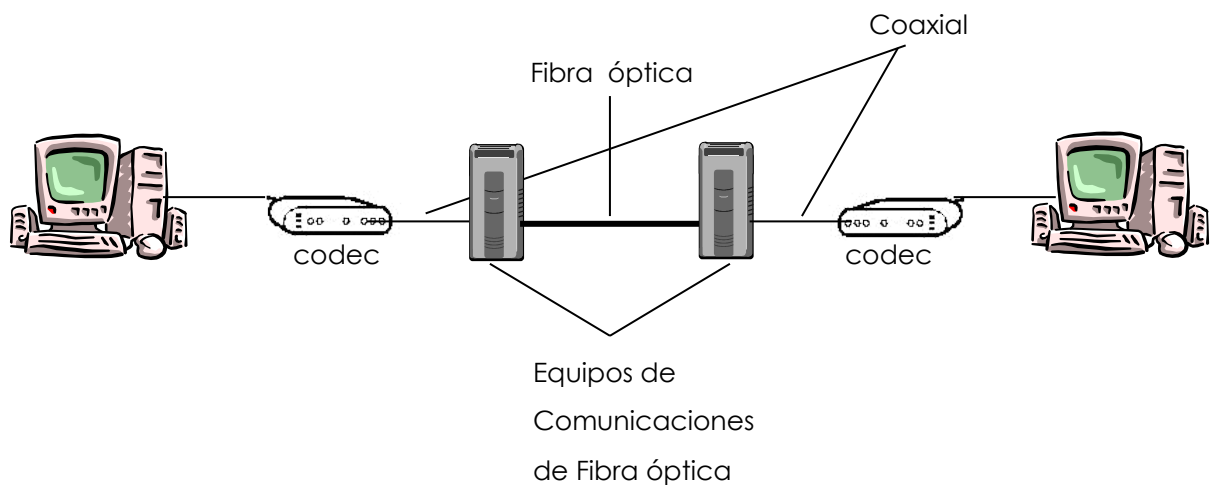 Coaxial
Fibra óptica
codec
codec
Equipos de
Comunicaciones
de Fibra óptica